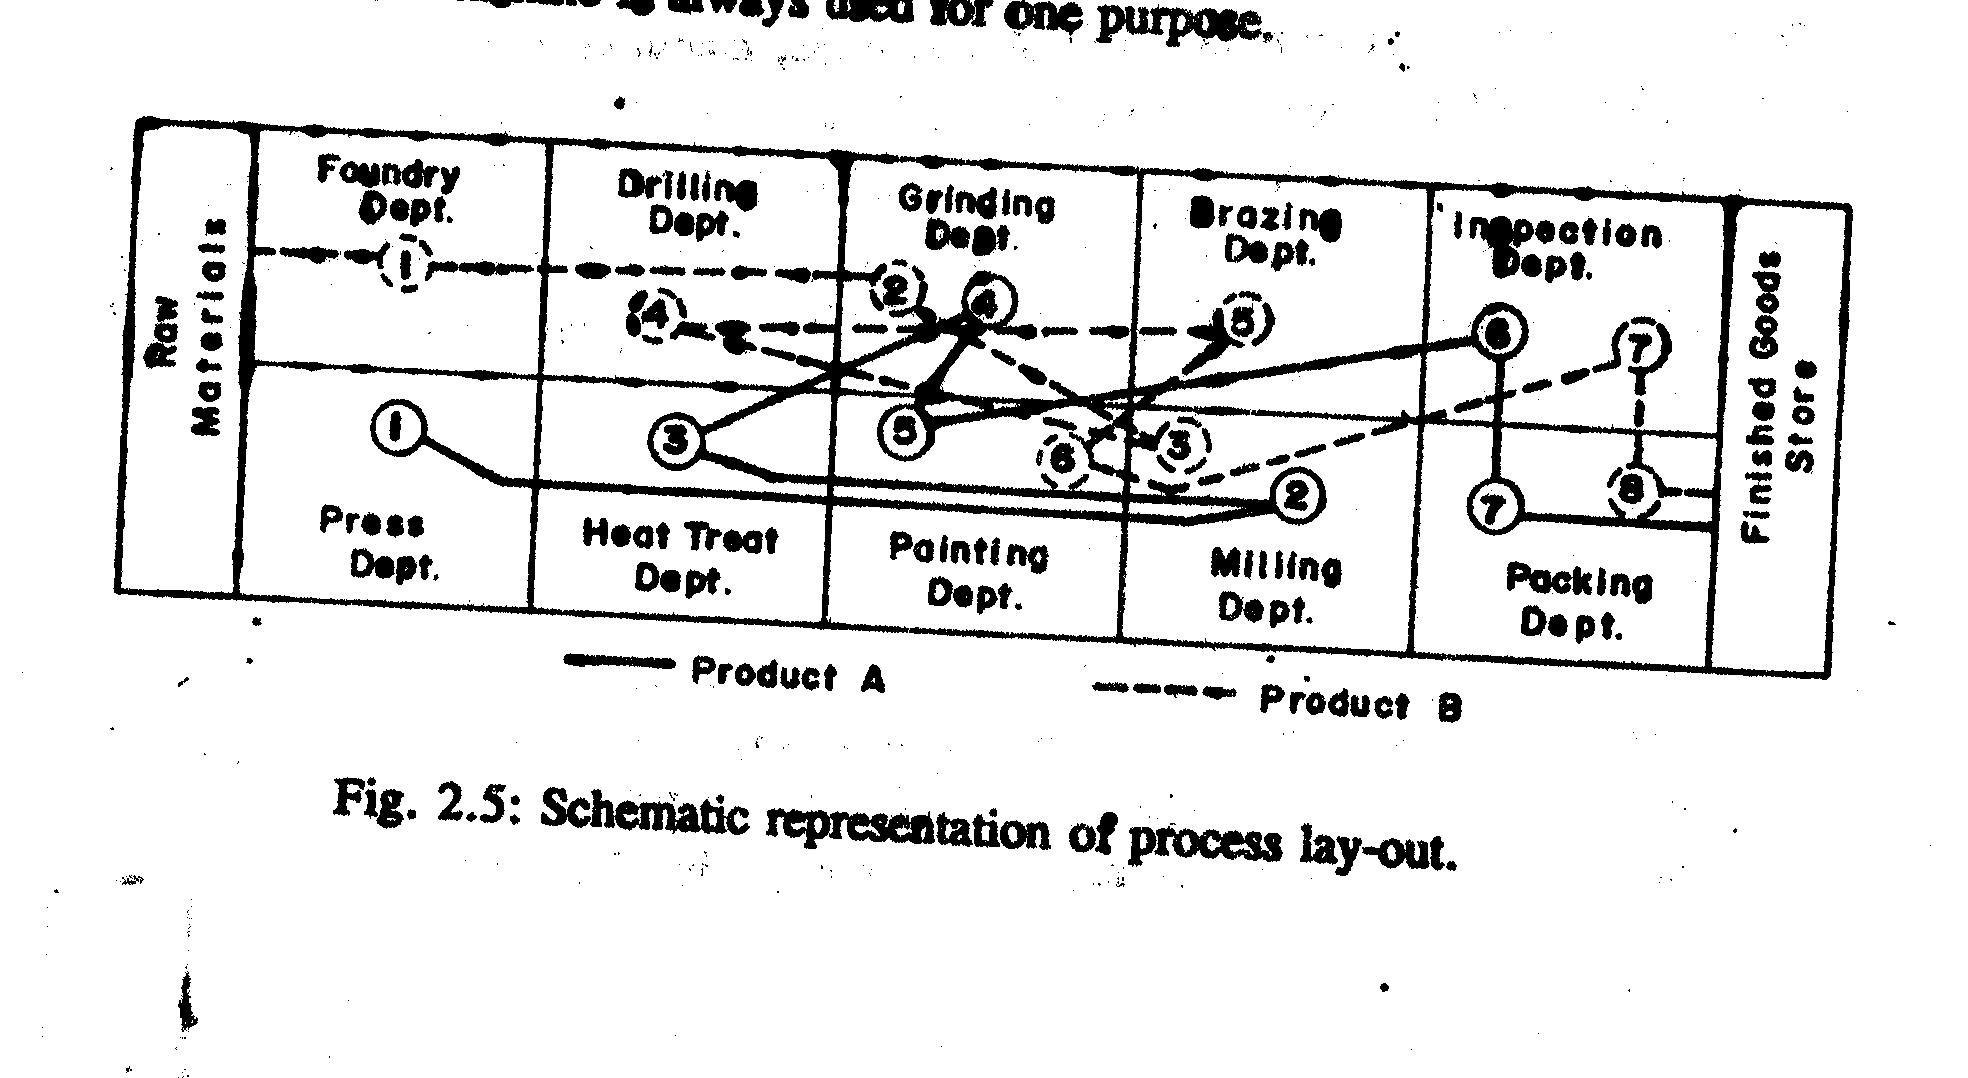 is always used for one purpose.
Raw
Materials
Foundry
Dept.
Drilling
Dept.
Grinding
Dept.
Brazing
Dept.
Inspection
Dept.
1
2
4
4
5
6
7
1
3
5
6
3
2
7
8
Press
Dept.
Heat Treat
Dept.
Painting
Dept.
Milling
Dept.
Packing
Dept.
Finished Goods
Store
Product A
Product B
Fig. 2.5: Schematic representation of process lay-out.